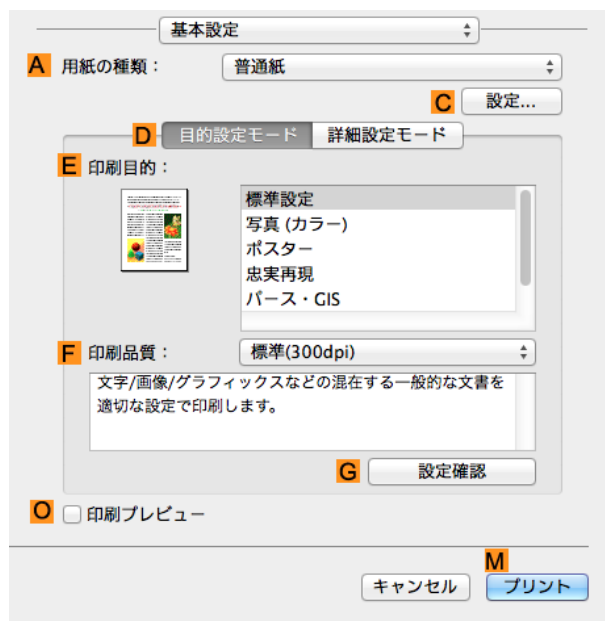 基本設定
A 用紙の種類： 普通紙
C 設定...
D 目的設定モード 詳細設定モード
E 印刷目的：
標準設定
写真 (カラー)
ポスター
忠実再現
パース・GIS
F 印刷品質： 標準(300dpi)
文字/画像/グラフィックスなどの混在する一般的な文書を
適切な設定で印刷します。
G 設定確認
O 印刷プレビュー
M
キャンセル プリント